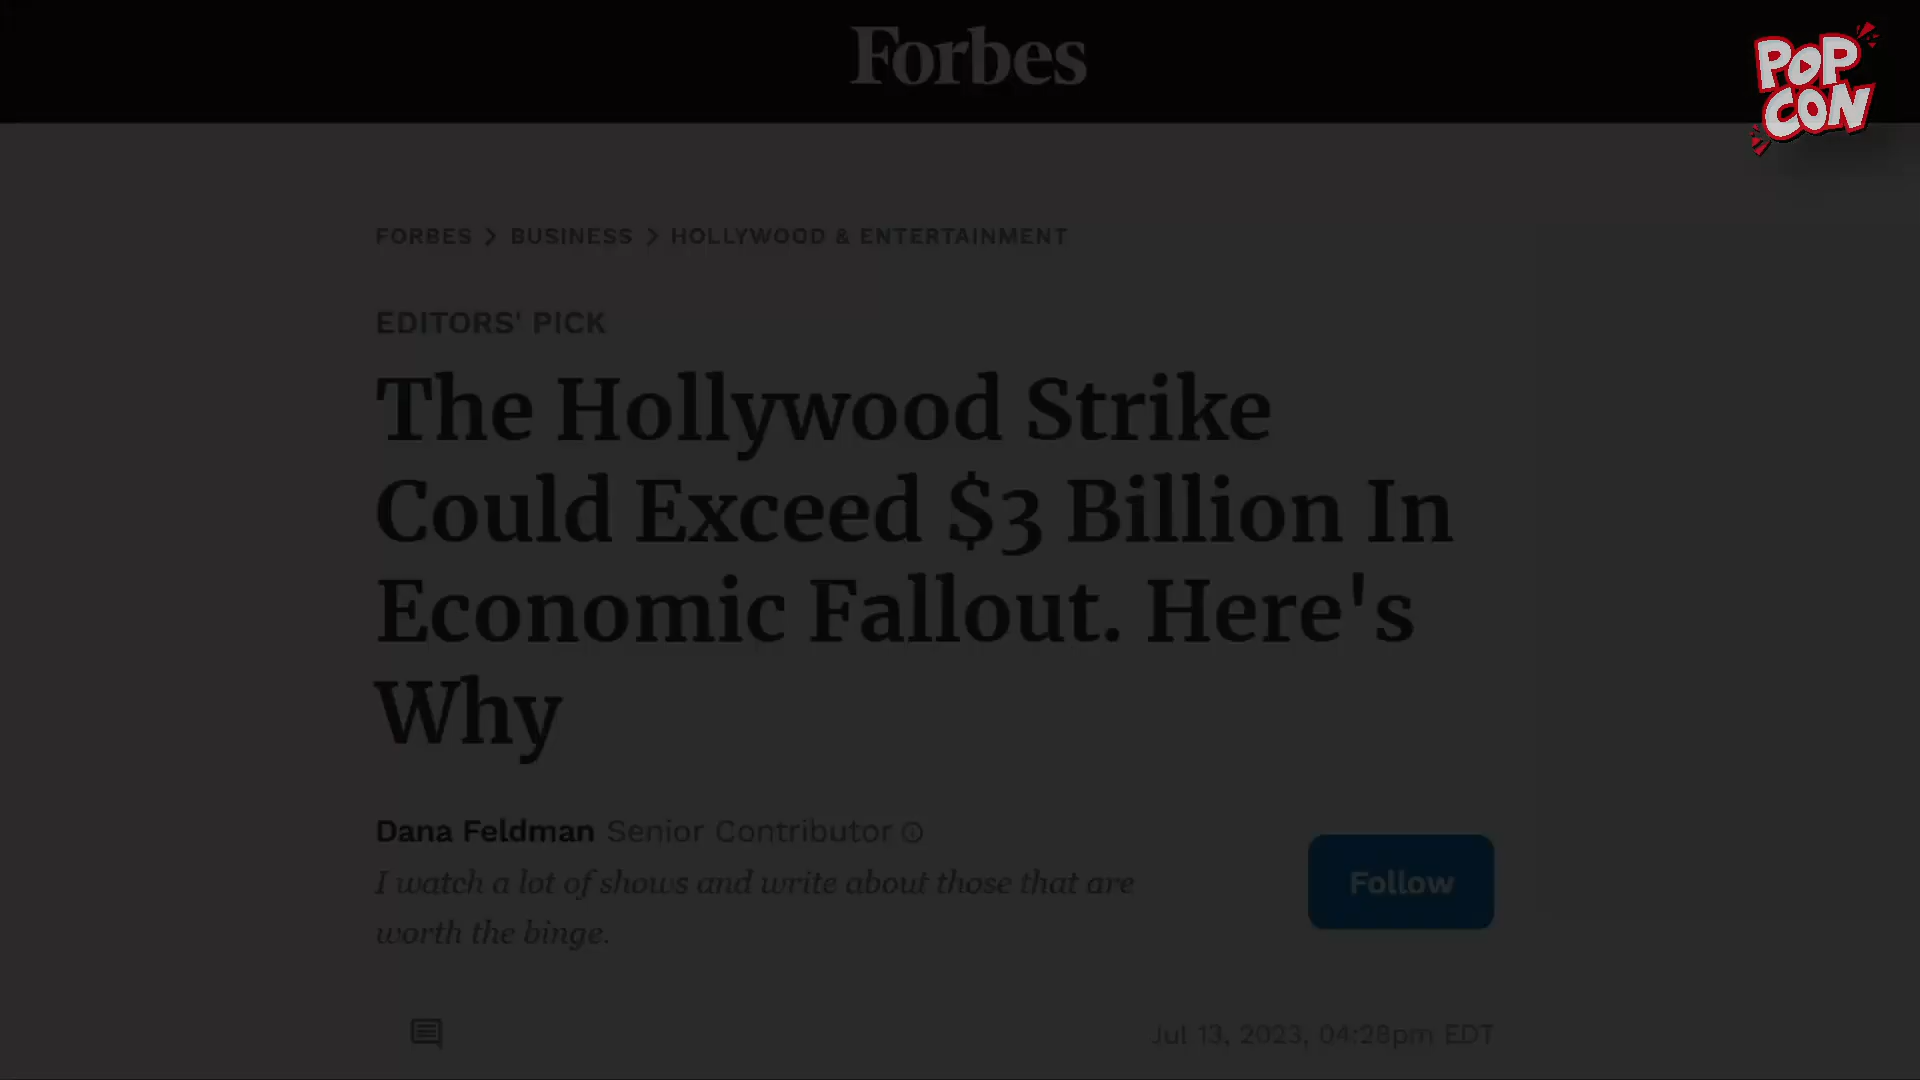 Forbes
POP
CON
FORBES > BUSINESS > HOLLYWOOD & ENTERTAINMENT
EDITORS' PICK
The Hollywood Strike
Could Exceed $3 Billion In
Economic Fallout. Here's
Why
Dana Feldman Senior Contributor
I watch a lot of shows and write about those that are
worth the binge.
Follow
Jul 13, 2023, 04:28pm EDT